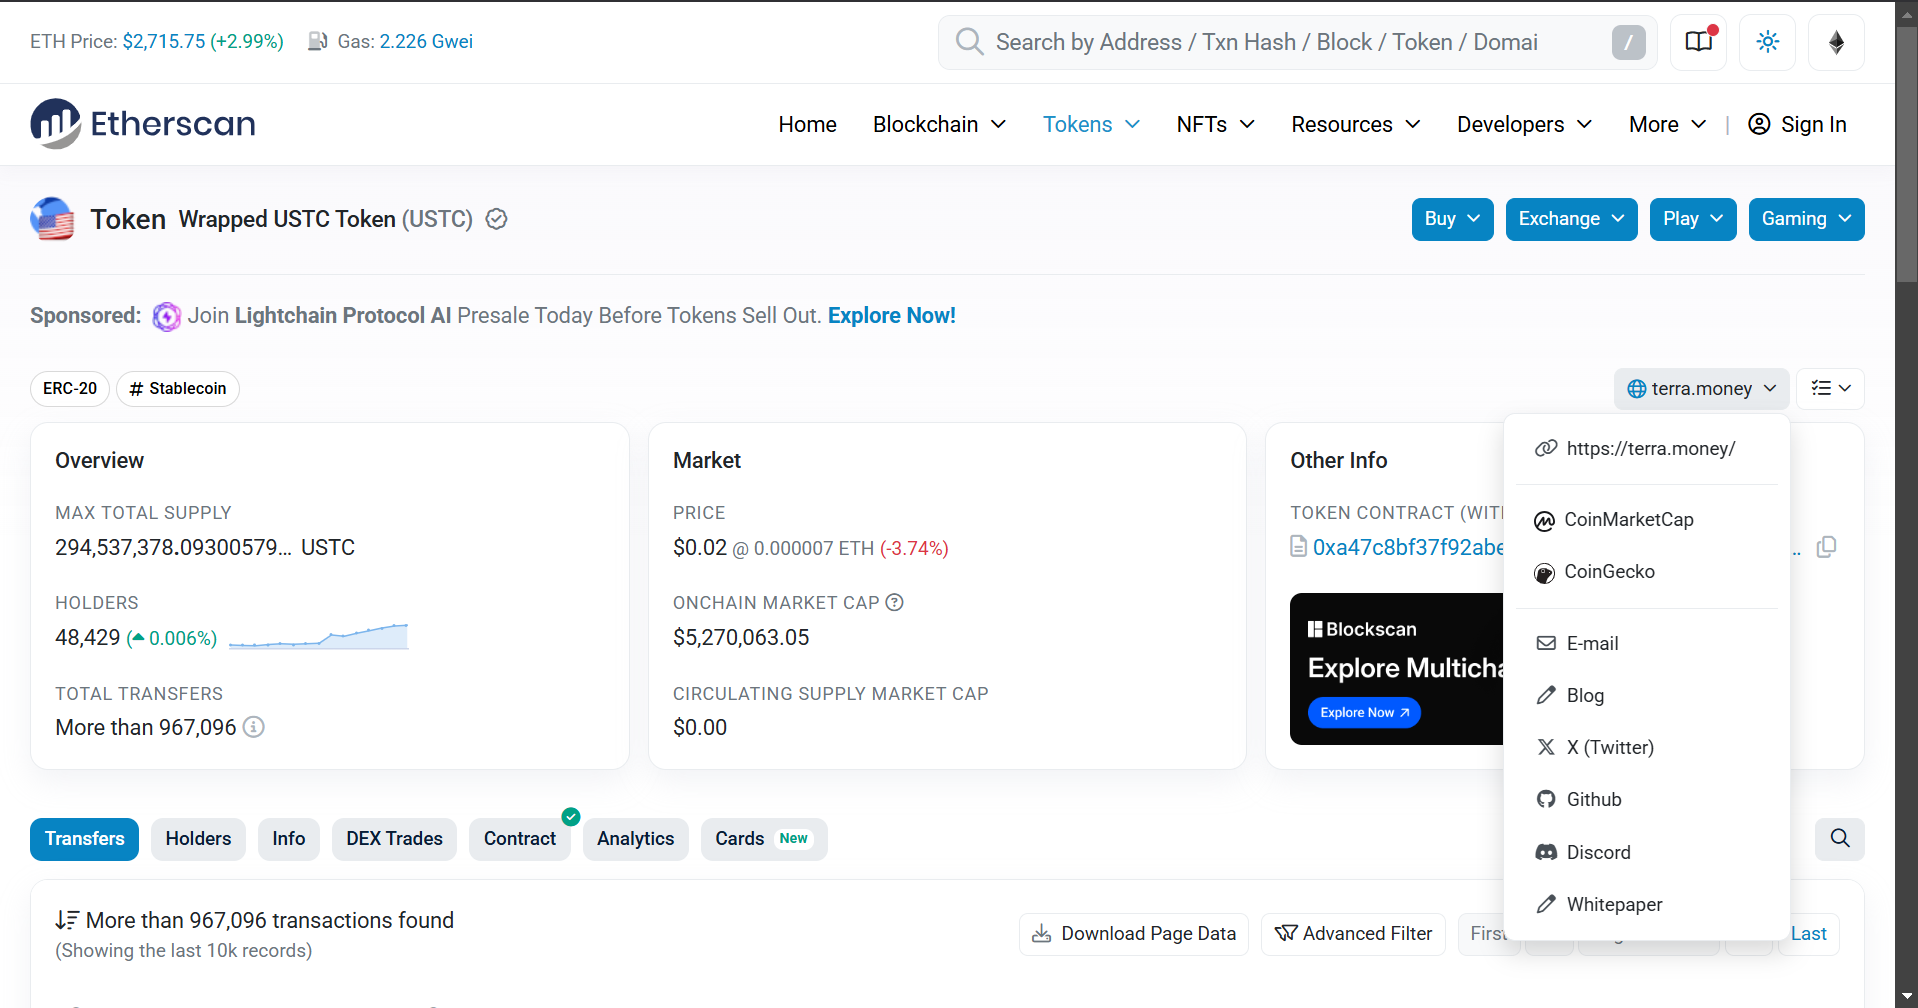 ETH Price: $2,715.75 (+2.99%) Gas: 2.226 Gwei
Search by Address / Txn Hash / Block / Token / Domai /
Etherscan
Home Blockchain Tokens NFTs Resources Developers More | Sign In
Token Wrapped USTC Token (USTC)
Buy Exchange Play Gaming
Sponsored: Join Lightchain Protocol AI Presale Today Before Tokens Sell Out. Explore Now!
ERC-20 # Stablecoin
terra.money
Overview
MAX TOTAL SUPPLY
294,537,378.09300579... USTC
HOLDERS
48,429 (0.006%)
TOTAL TRANSFERS
More than 967,096
Market
PRICE
$0.02 @ 0.000007 ETH (-3.74%)
ONCHAIN MARKET CAP
$5,270,063.05
CIRCULATING SUPPLY MARKET CAP
$0.00
Other Info
TOKEN CONTRACT (WIT
0xa47c8bf37f92abe ..
Blockscan
Explore Multicha
Explore Now
https://terra.money/
CoinMarketCap
CoinGecko
E-mail
Blog
X (Twitter)
Github
Discord
Whitepaper
Transfers Holders Info DEX Trades Contract Analytics Cards New
More than 967,096 transactions found
(Showing the last 10k records)
Download Page Data Advanced Filter First Last